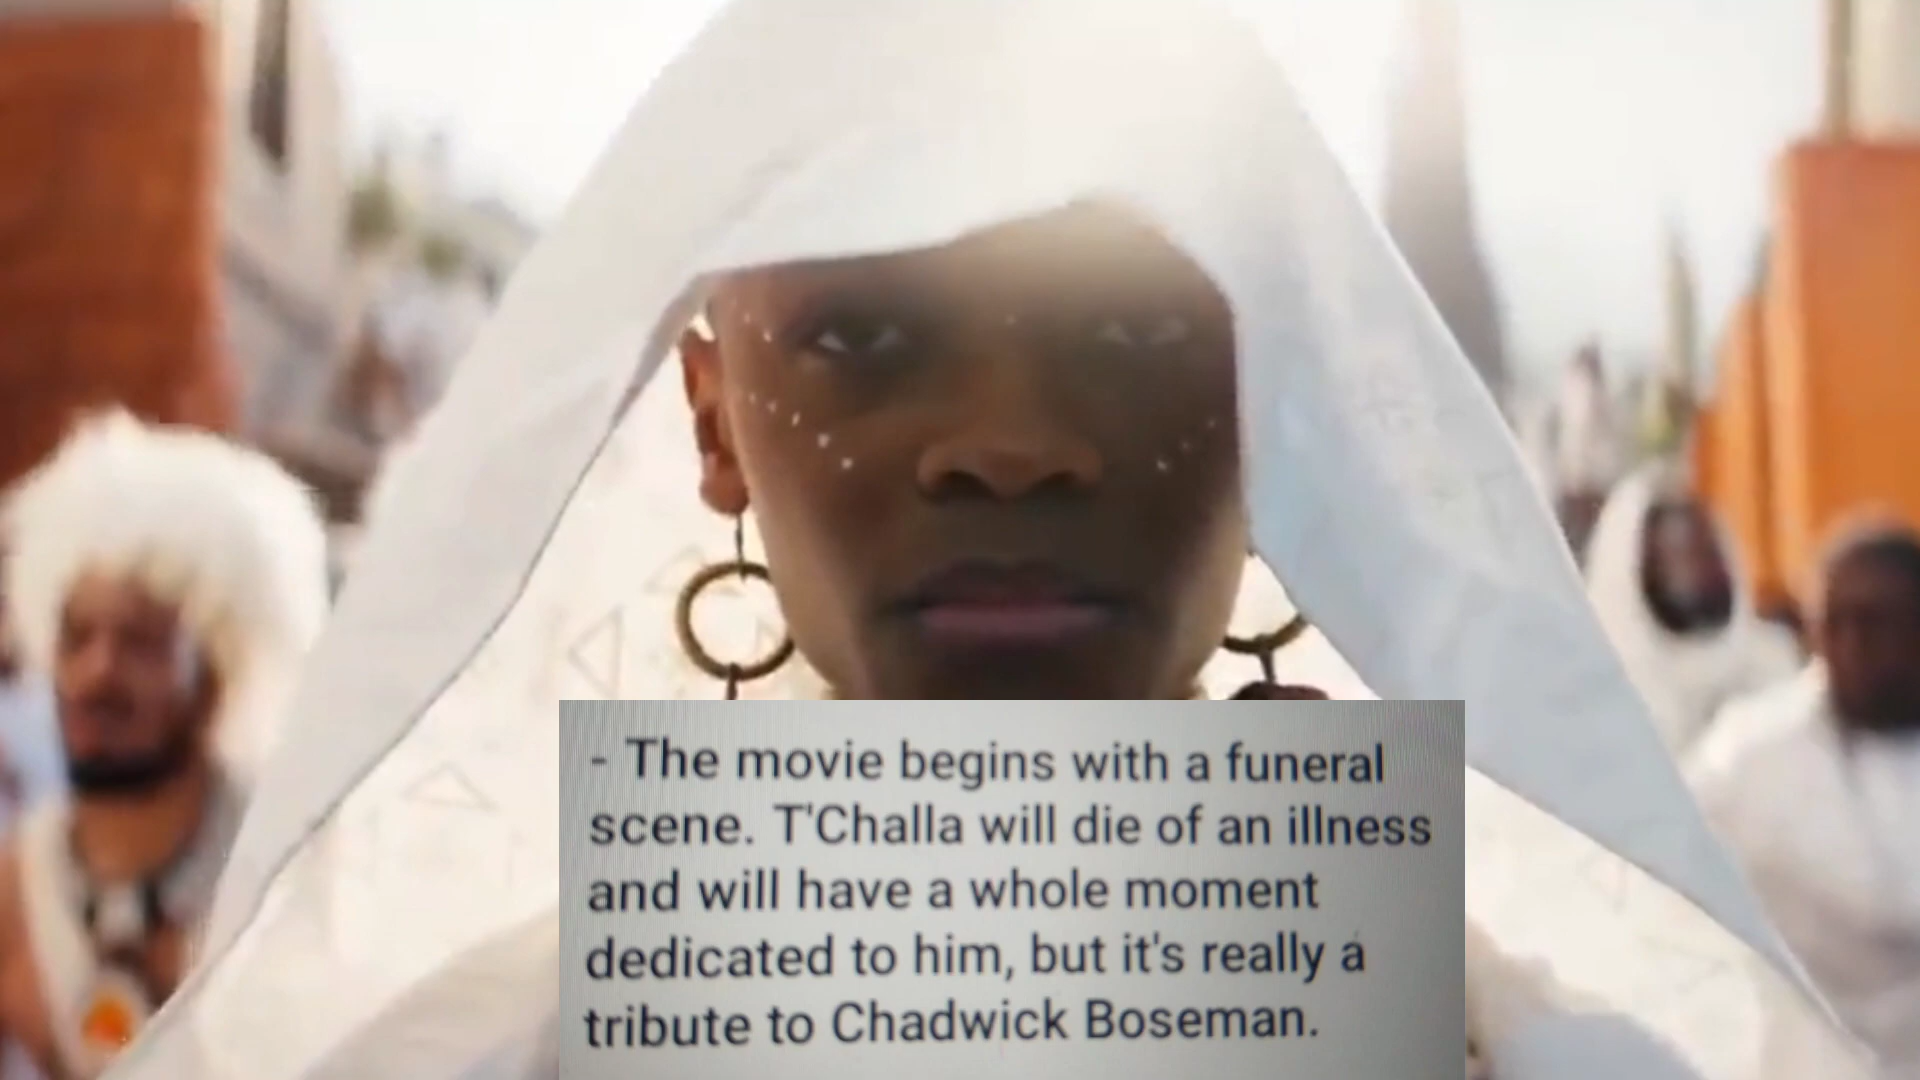 - The movie begins with a funeral
scene. T'Challa will die of an illness
and will have a whole moment
dedicated to him, but it's really a
tribute to Chadwick Boseman.